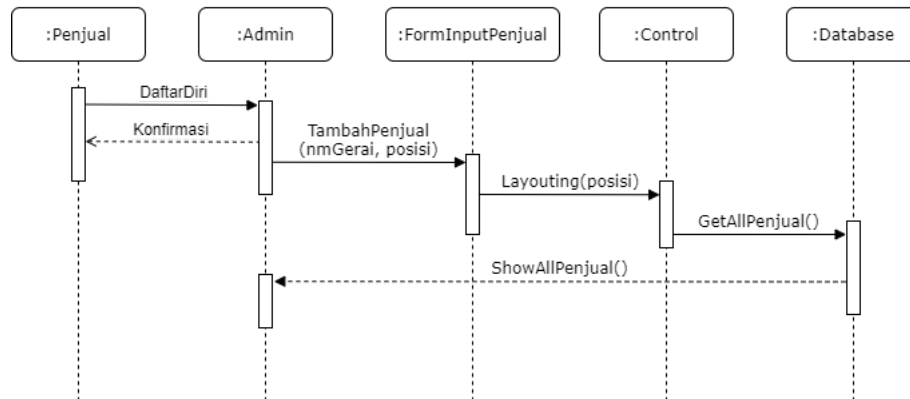 :Penjual
:Admin
:FormInputPenjual
:Control
:Database
DaftarDiri
Konfirmasi
TambahPenjual
(nmGerai, posisi)
Layouting(posisi)
GetAllPenjual()
ShowAllPenjual()